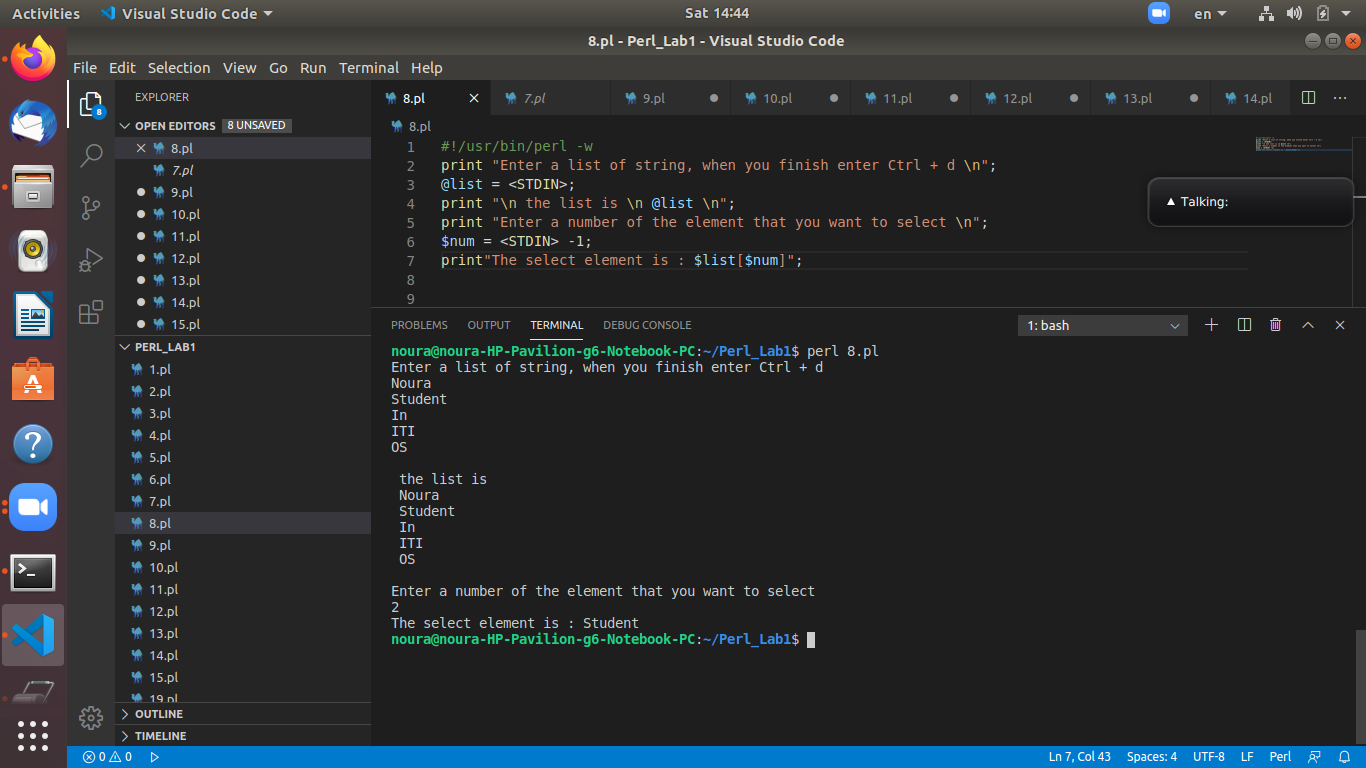 Activities Visual Studio Code Sat 14:44 en
8.pl - Perl_Lab1 - Visual Studio Code
File Edit Selection View Go Run Terminal Help
EXPLORER
OPEN EDITORS 8 UNSAVED
8.pl
7.pl
9.pl
10.pl
11.pl
12.pl
13.pl
14.pl
15.pl
PERL_LAB1
1.pl
2.pl
3.pl
4.pl
5.pl
6.pl
7.pl
8.pl
9.pl
10.pl
11.pl
12.pl
13.pl
14.pl
15.pl
19.pl
OUTLINE
TIMELINE
8
8.pl 7.pl 9.pl 10.pl 11.pl 12.pl 13.pl 14.pl
8.pl
1 #!/usr/bin/perl -w
2 print "Enter a list of string, when you finish enter Ctrl + d \n";
3 @list = <STDIN>;
4 print "\n the list is \n @list \n";
5 print "Enter a number of the element that you want to select \n";
6 $num = <STDIN> -1;
7 print"The select element is : $list[$num]";
8
9
Talking:
PROBLEMS OUTPUT TERMINAL DEBUG CONSOLE 1: bash
noura@noura-HP-Pavilion-g6-Notebook-PC:~/Perl_Lab1$ perl 8.pl
Enter a list of string, when you finish enter Ctrl + d
Noura
Student
In
ITI
OS
the list is
Noura
Student
In
ITI
OS
Enter a number of the element that you want to select
2
The select element is : Student
noura@noura-HP-Pavilion-g6-Notebook-PC:~/Perl_Lab1$
0 0 Ln 7, Col 43 Spaces: 4 UTF-8 LF Perl